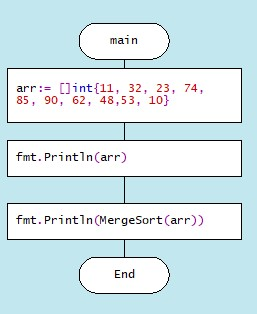 main
arr:= []int{11, 32, 23, 74,
85, 90, 62, 48,53, 10}
fmt.Println(arr)
fmt.Println(MergeSort(arr))
End